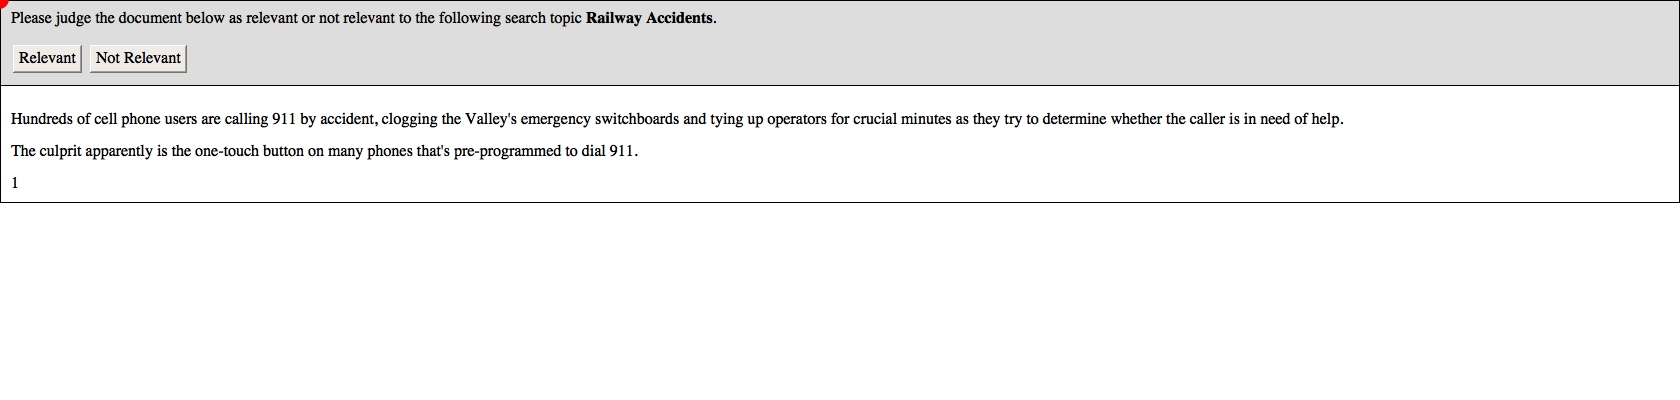 Please judge the document below as relevant or not relevant to the following search topic Railway Accidents.
Relevant Not Relevant
Hundreds of cell phone users are calling 911 by accident, clogging the Valley's emergency switchboards and tying up operators for crucial minutes as they try to determine whether the caller is in need of help.
The culprit apparently is the one-touch button on many phones that's pre-programmed to dial 911.
1